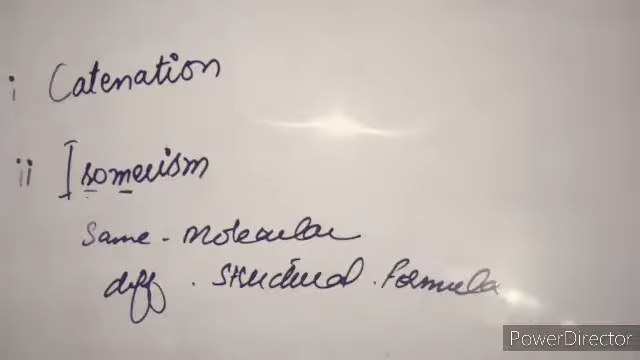 i Catenation
ii Isomerism
Same - Molecular
diff . Structural . Formula
PowerDirector